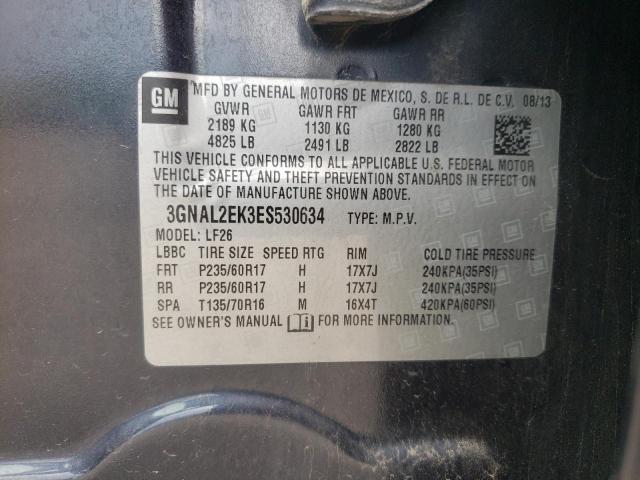 GM MFD BY GENERAL MOTORS DE MEXICO, S. DE R.L. DE C.V. 08/13
GVWR GAWR FRT GAWR RR
2189 KG 1130 KG 1280 KG
4825 LB 2491 LB 2822 LB
THIS VEHICLE CONFORMS TO ALL APPLICABLE U.S. FEDERAL MOTOR
VEHICLE SAFETY AND THEFT PREVENTION STANDARDS IN EFFECT ON
THE DATE OF MANUFACTURE SHOWN ABOVE.
3GNAL2EK3ES530634 TYPE: M.P.V.
MODEL: LF26
LBBC TIRE SIZE SPEED RTG RIM COLD TIRE PRESSURE
FRT P235/60R17 H 17X7J 240KPA(35PSI)
RR P235/60R17 H 17X7J 240KPA(35PSI)
SPA T135/70R16 M 16X4T 420KPA(60PSI)
SEE OWNER'S MANUAL FOR MORE INFORMATION.